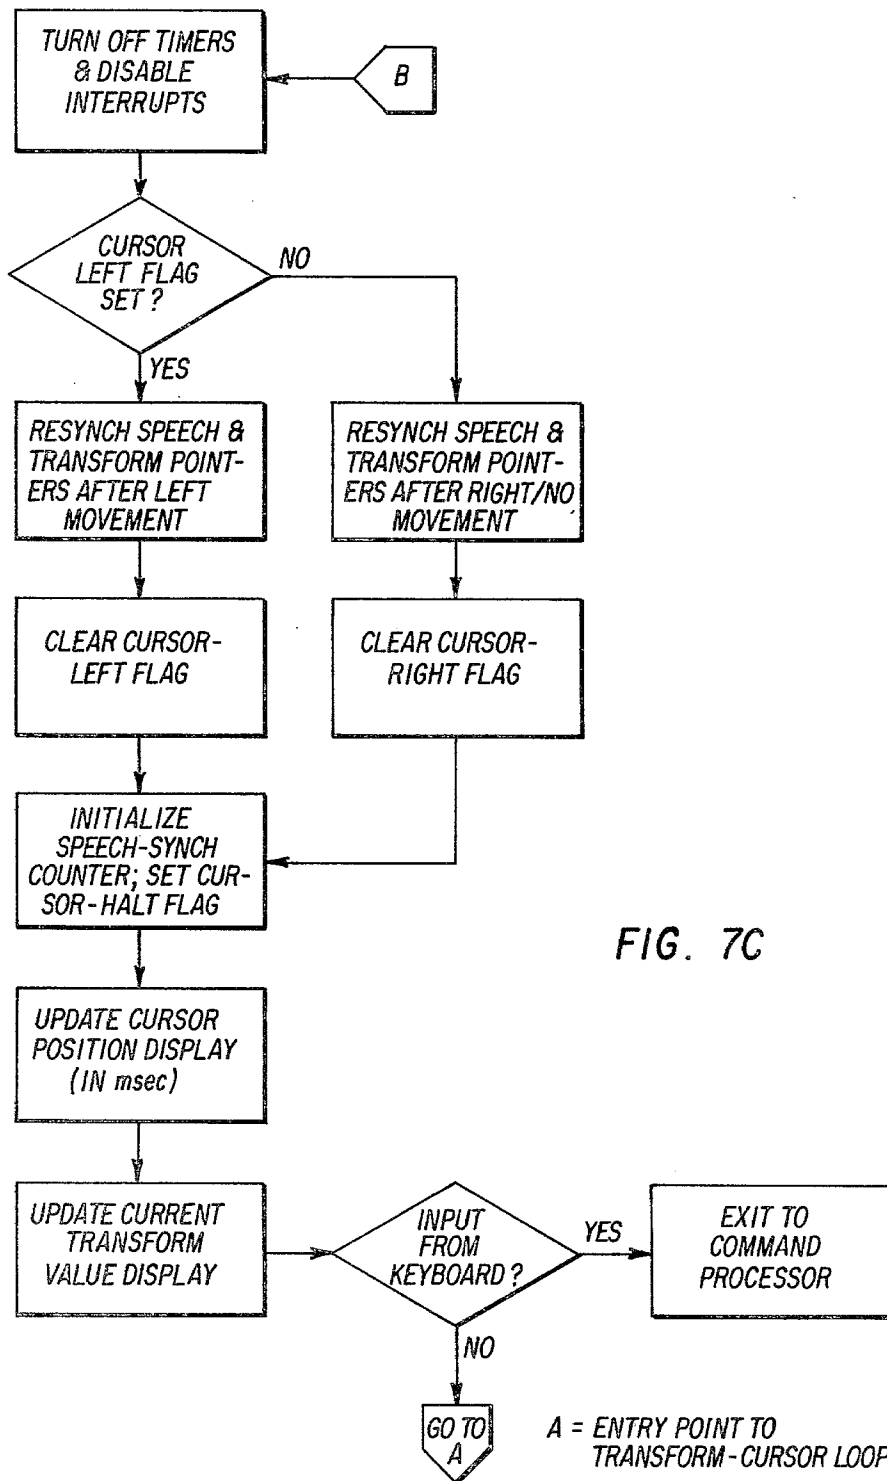 TURN OFF TIMERS
& DISABLE
INTERRUPTS
B
CURSOR
LEFT FLAG
SET ?
NO
YES
RESYNCH SPEECH &
TRANSFORM POINT-
ERS AFTER LEFT
MOVEMENT
RESYNCH SPEECH &
TRANSFORM POINT-
ERS AFTER RIGHT/NO
MOVEMENT
CLEAR CURSOR-
LEFT FLAG
CLEAR CURSOR-
RIGHT FLAG
INITIALIZE
SPEECH-SYNCH
COUNTER; SET CUR-
SOR-HALT FLAG
FIG. 7C
UPDATE CURSOR
POSITION DISPLAY
(IN msec)
UPDATE CURRENT
TRANSFORM
VALUE DISPLAY
INPUT
FROM
KEYBOARD ?
YES
EXIT TO
COMMAND
PROCESSOR
NO
GO TO
A
A = ENTRY POINT TO
TRANSFORM-CURSOR LOOP